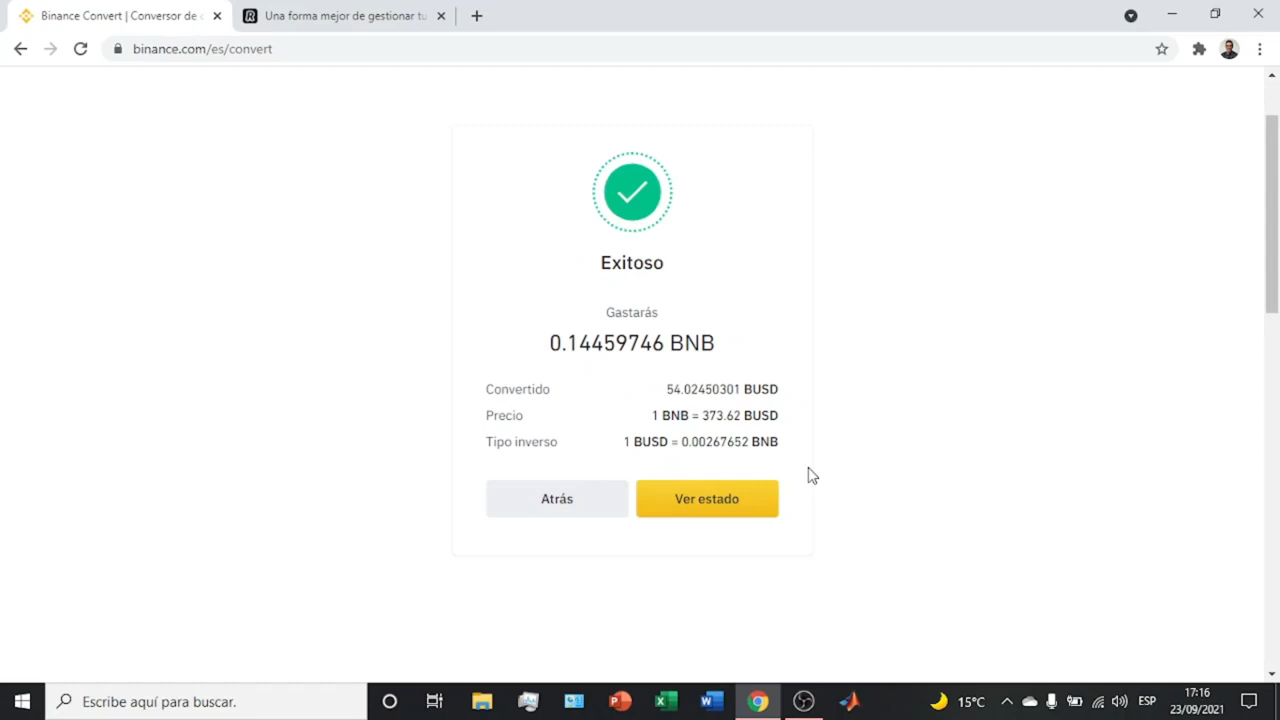 Binance Convert | Conversor de c
Una forma mejor de gestionar tu
binance.com/es/convert
Exitoso
Gastarás
0.14459746 BNB
Convertido 54.02450301 BUSD
Precio 1 BNB = 373.62 BUSD
Tipo inverso 1 BUSD = 0.00267652 BNB
Atrás Ver estado
Escribe aquí para buscar. 15°C ESP 17:16
23/09/2021